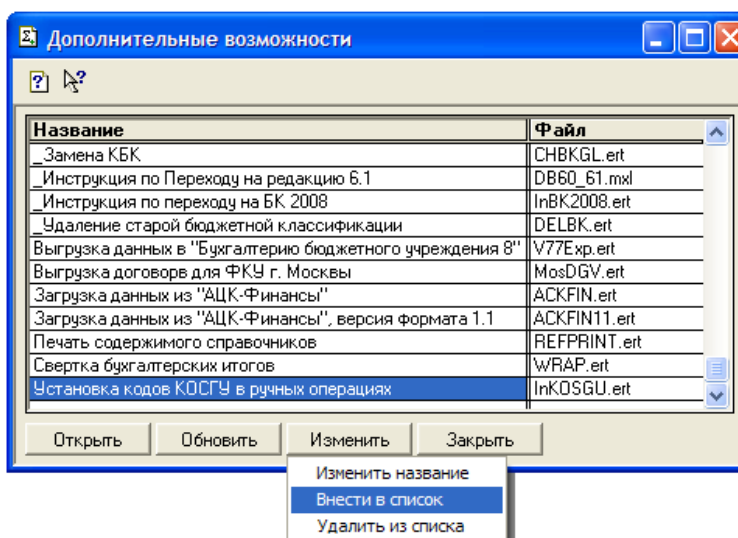 Дополнительные возможности
Название Файл
_Замена КБК CHBKGL.ert
_Инструкция по Переходу на редакцию 6.1 DB60_61.mxl
_Инструкция по переходу на БК 2008 InBK2008.ert
_Удаление старой бюджетной классификации DELBK.ert
Выгрузка данных в "Бухгалтерию бюджетного учреждения 8" V77Exp.ert
Выгрузка договорв для ФКУ г. Москвы MosDGV.ert
Загрузка данных из "АЦК-Финансы" ACKFIN.ert
Загрузка данных из "АЦК-Финансы", версия формата 1.1 ACKFIN11.ert
Печать содержимого справочников REFPRINT.ert
Свертка бухгалтерских итогов WRAP.ert
Установка кодов КОСГУ в ручных операциях InKOSGU.ert
Открыть Обновить Изменить Закрыть
Изменить название
Внести в список
Удалить из списка